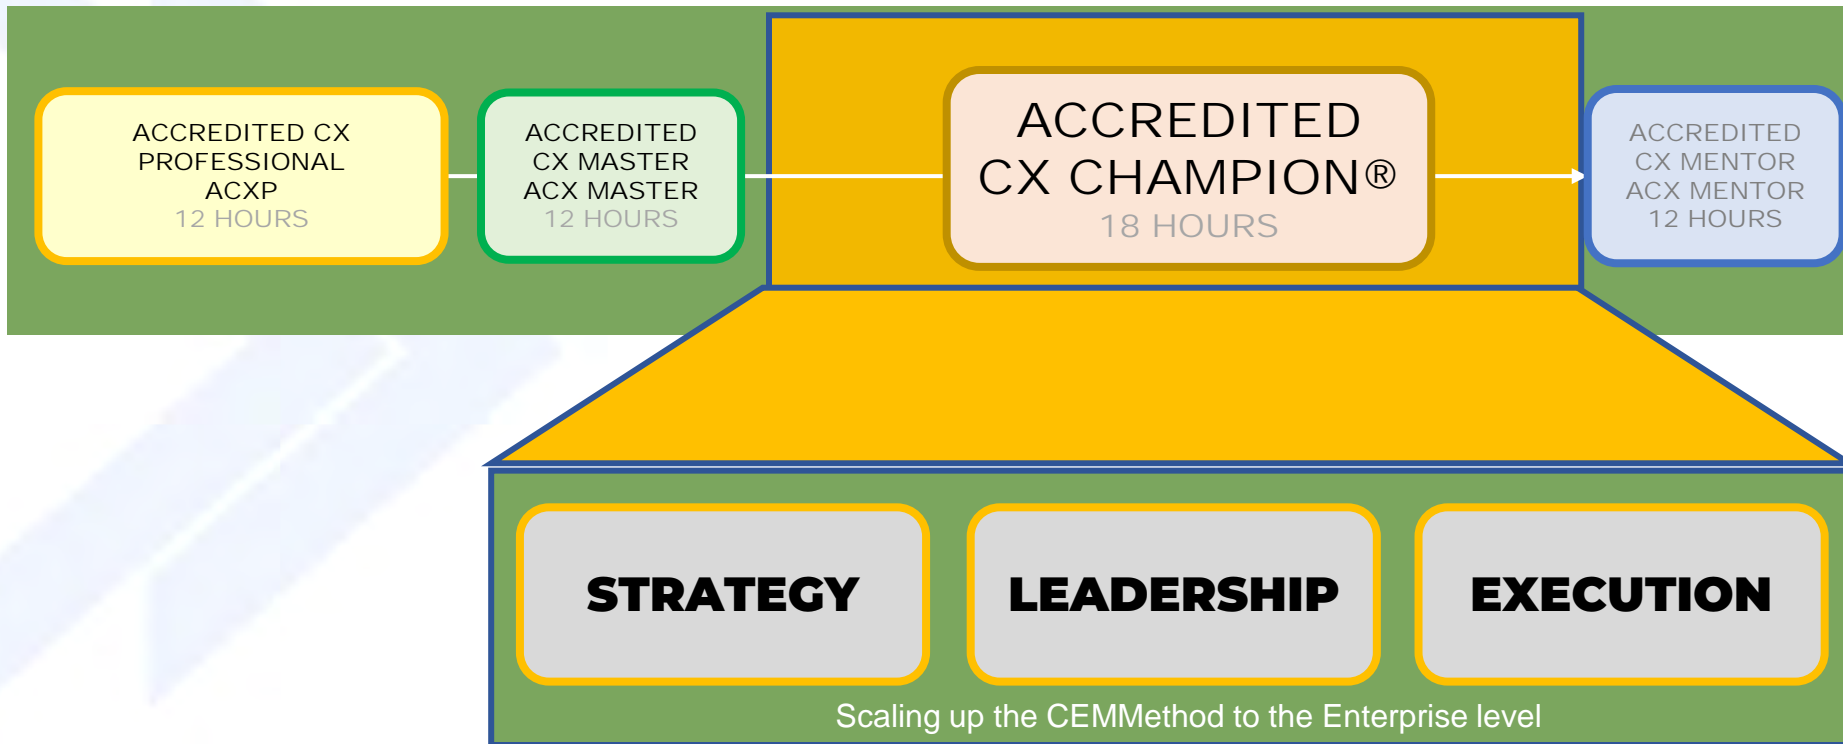 ACCREDITED CX
PROFESSIONAL
ACXP
12 HOURS
ACCREDITED
CX MASTER
ACX MASTER
12 HOURS
ACCREDITED
CX CHAMPION®
18 HOURS
ACCREDITED
CX MENTOR
ACX MENTOR
12 HOURS
STRATEGY
LEADERSHIP
EXECUTION
Scaling up the CEMMethod to the Enterprise level